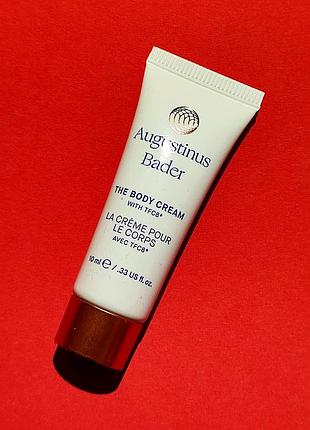 Augustinus
Bader
THE BODY CREAM
WITH TFC8*
LA CRÈME POUR
LE CORPS
AVEC TFC8*
10 ml ℮ / .33 US fl. oz.